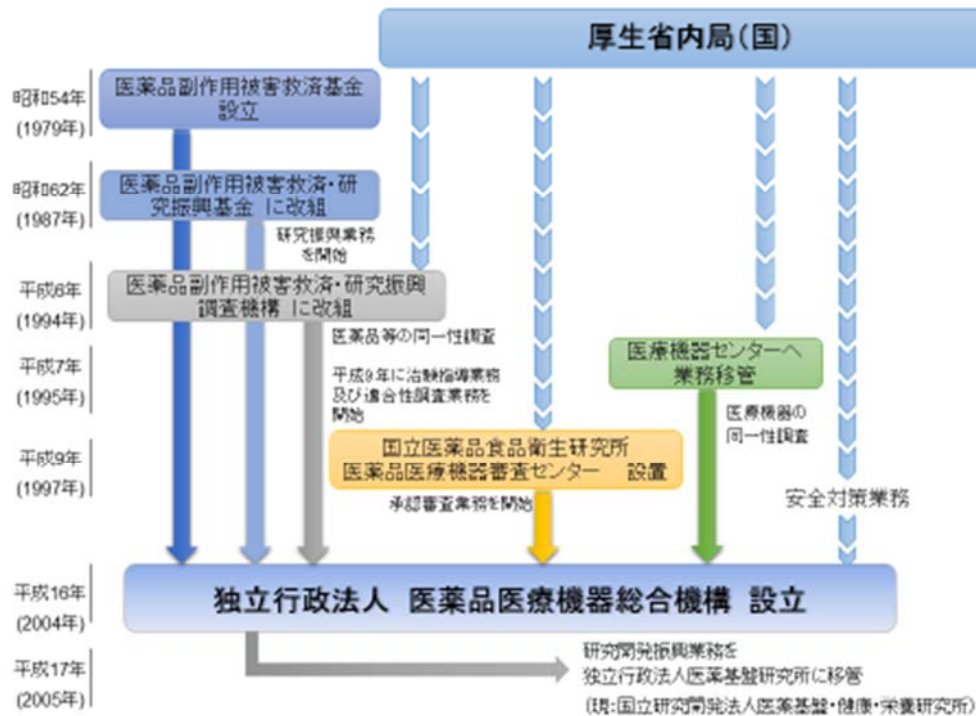 厚生省内局(国)
昭和54年
(1979年)
医薬品副作用被害救済基金
設立
昭和62年
(1987年)
医薬品副作用被害救済・研
究振興基金 に改組
研究振興業務
を開始
平成6年
(1994年)
医薬品副作用被害救済・研究振興
調査機構 に改組
医薬品等の同一性調査
平成7年
(1995年)
医療機器センターへ
業務移管
平成9年に治験指導業務
及び適合性調査業務を
開始
医療機器の
同一性調査
平成9年
(1997年)
国立医薬品食品衛生研究所
医薬品医療機器審査センター 設置
承認審査業務を開始
安全対策業務
平成16年
(2004年)
独立行政法人 医薬品医療機器総合機構 設立
平成17年
(2005年)
研究開発振興業務を
独立行政法人医薬基盤研究所に移管
(現:国立研究開発法人医薬基盤・健康・栄養研究所)